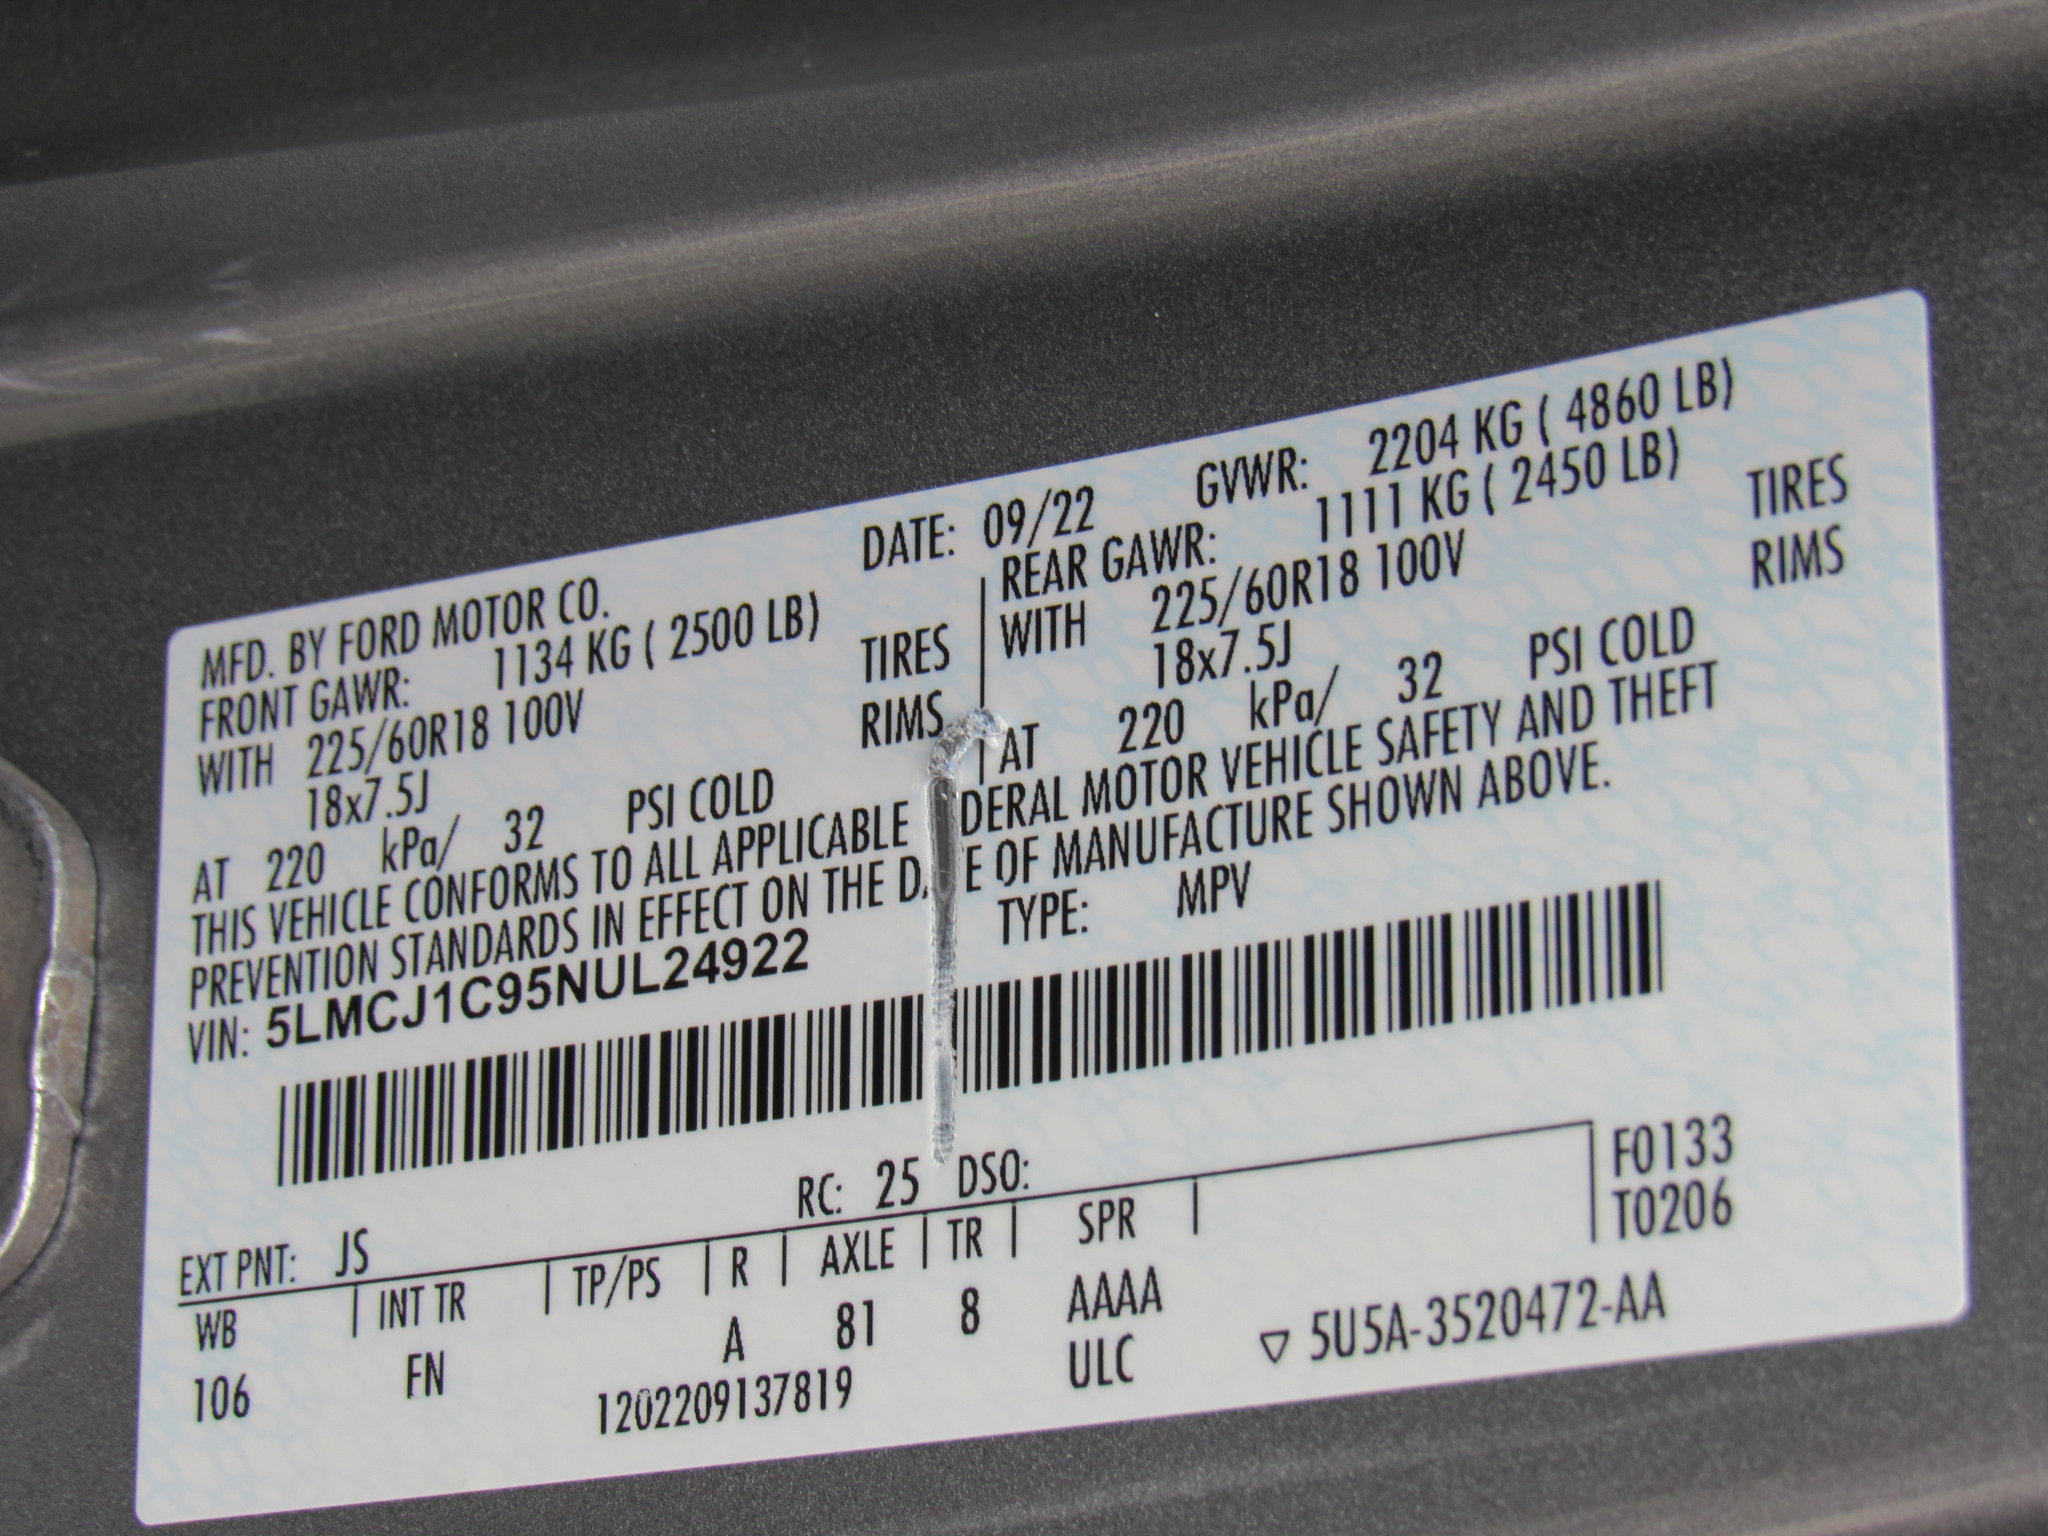 MFD. BY FORD MOTOR CO. DATE: 09/22 GVWR: 2204 KG ( 4860 LB)
FRONT GAWR: 1134 KG ( 2500 LB) REAR GAWR: 1111 KG ( 2450 LB)
WITH 225/60R18 100V TIRES WITH 225/60R18 100V TIRES
18x7.5J RIMS 18x7.5J RIMS
AT 220 kPa/ 32 PSI COLD AT 220 kPa/ 32 PSI COLD
THIS VEHICLE CONFORMS TO ALL APPLICABLE DERAL MOTOR VEHICLE SAFETY AND THEFT
PREVENTION STANDARDS IN EFFECT ON THE D E OF MANUFACTURE SHOWN ABOVE.
VIN: 5LMCJ1C95NUL24922 TYPE: MPV
EXT PNT: JS RC: 25 DSO: F0133
WB INT TR TP/PS R AXLE TR SPR T0206
106 FN A 81 8 AAAA
1202209137819 ULC ▽ 5U5A-3520472-AA